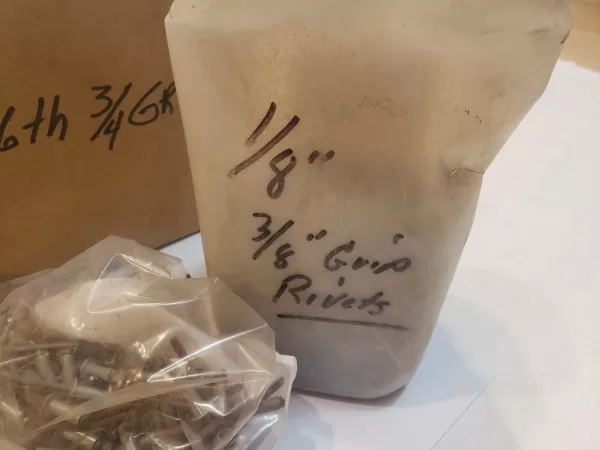 6th 3/4 GR
1/8"
3/8" Grip
Rivets